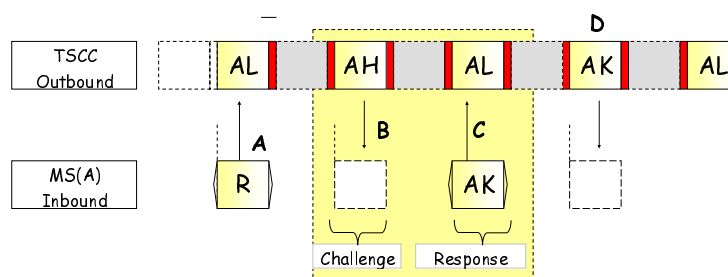 D
TSCC
Outbound
AL
AH
AL
AK
AL
A
B
C
MS(A)
Inbound
R
AK
Challenge
Response